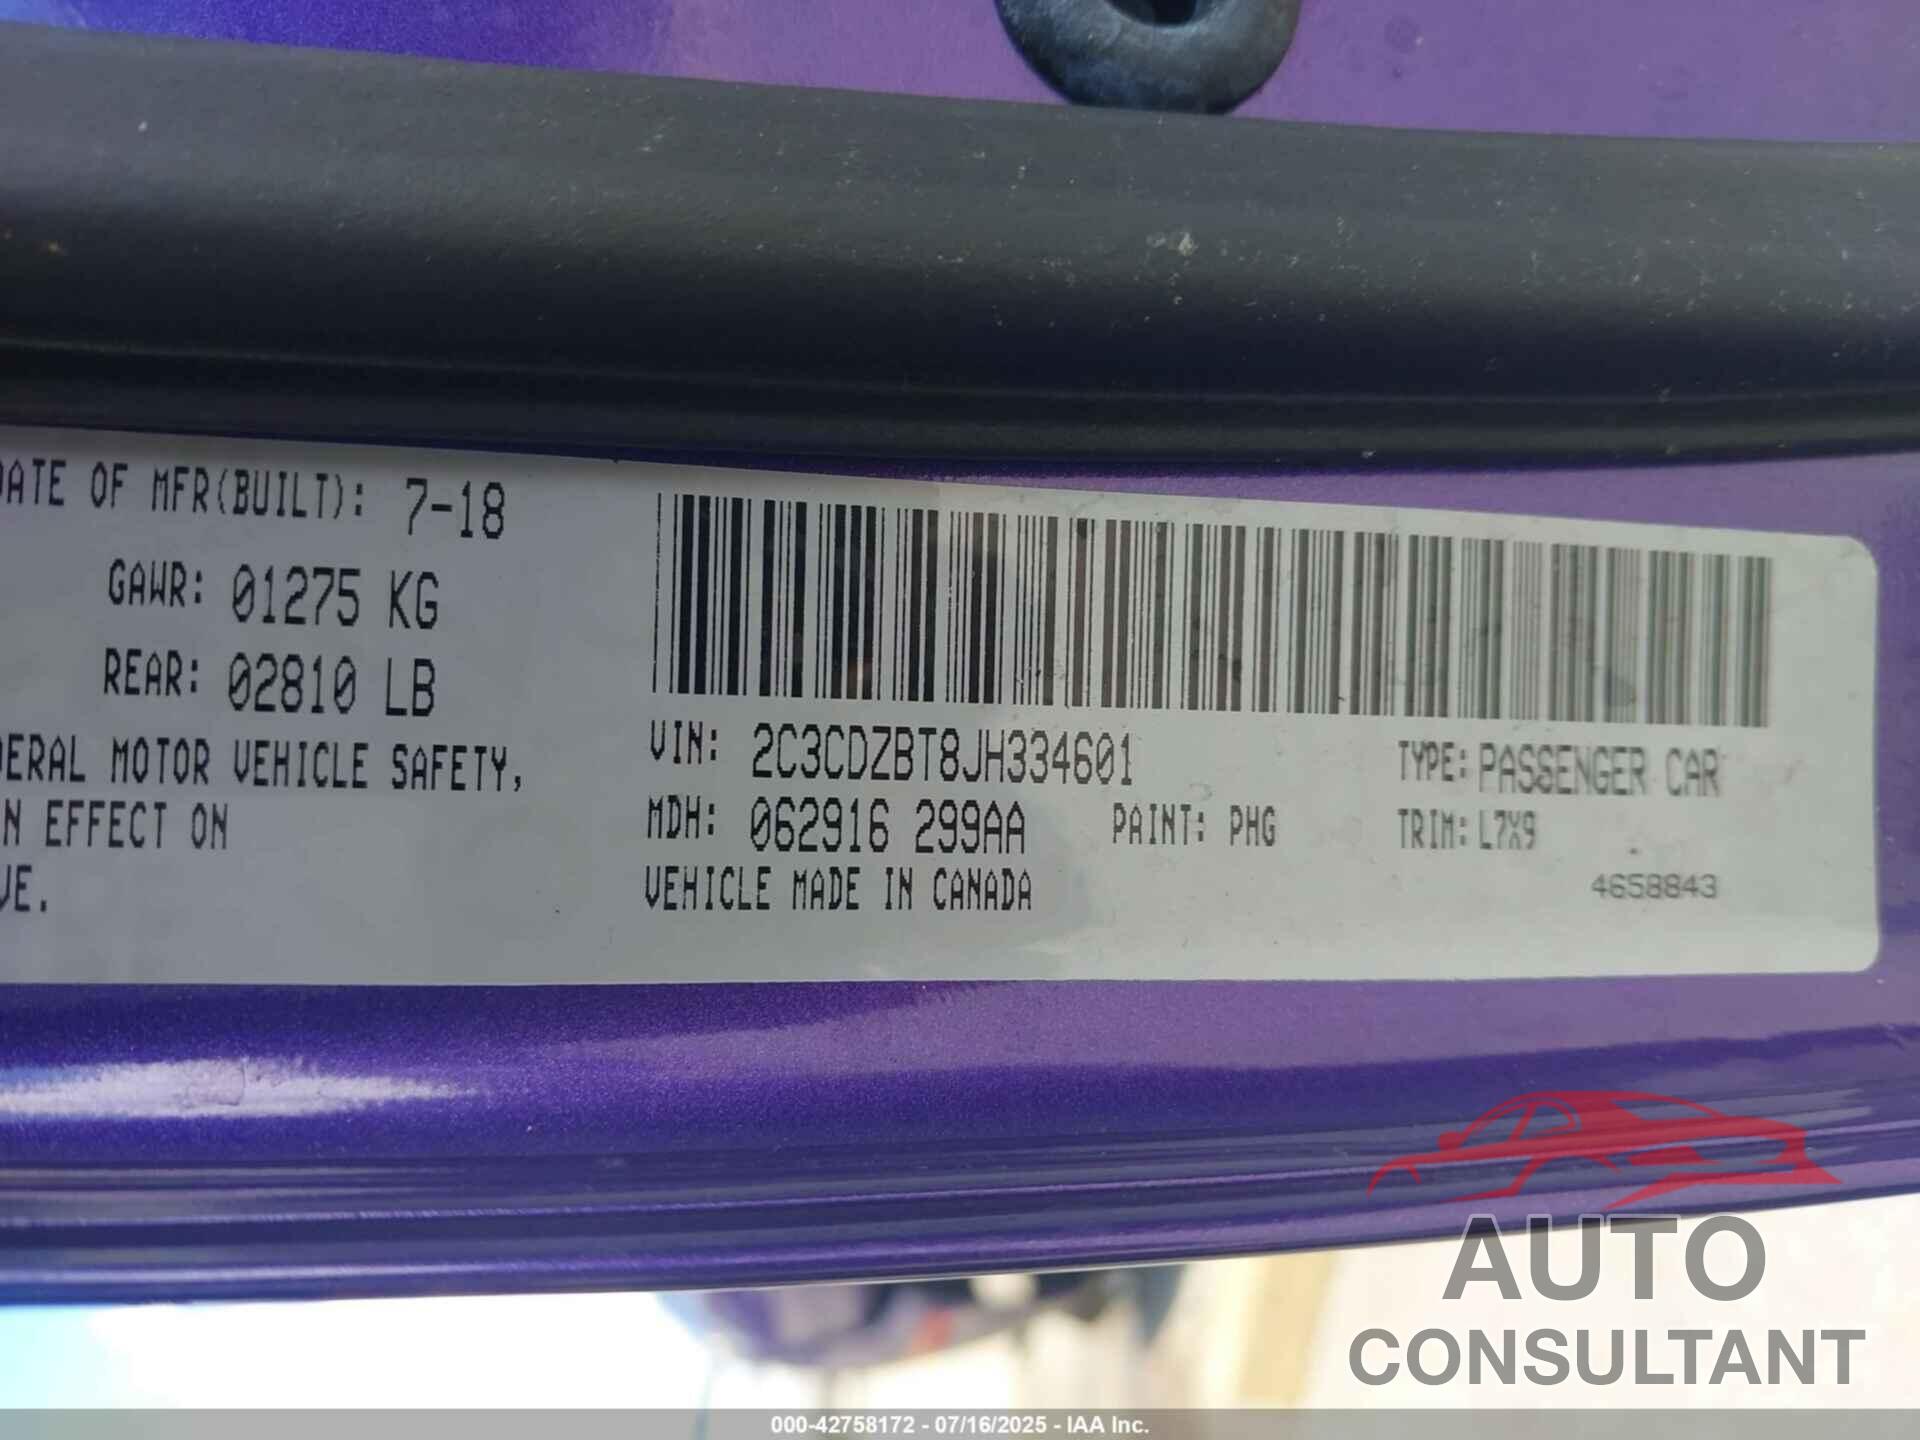 DATE OF MFR(BUILT): 7-18
GAWR: 01275 KG
REAR: 02810 LB
DERAL MOTOR VEHICLE SAFETY,
N EFFECT ON
VE.
VIN: 2C3CDZBT8JH334601
TYPE: PASSENGER CAR
MDH: 062916 299AA
PAINT: PHG
TRIM: L7X9
VEHICLE MADE IN CANADA
4658843
AUTO
CONSULTANT
000-42758172 - 07/16/2025 - IAA Inc.